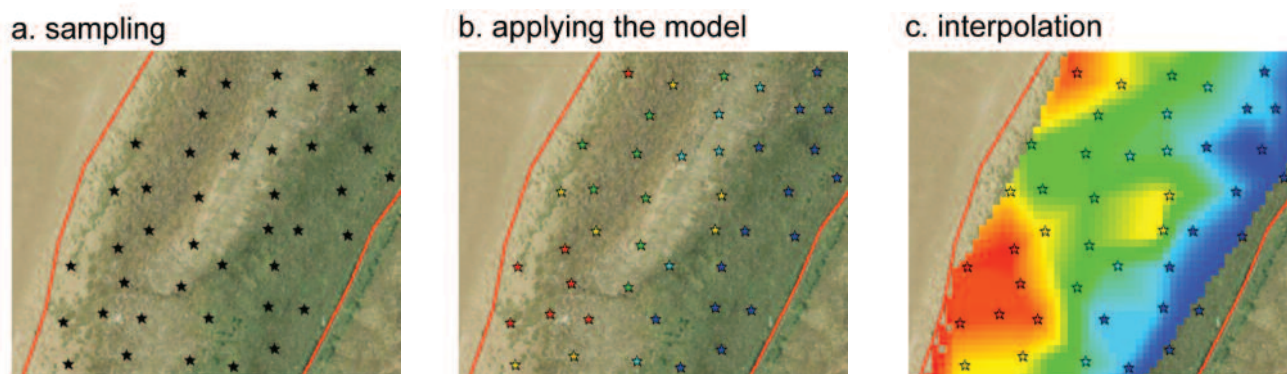 a. sampling
b. applying the model
c. interpolation